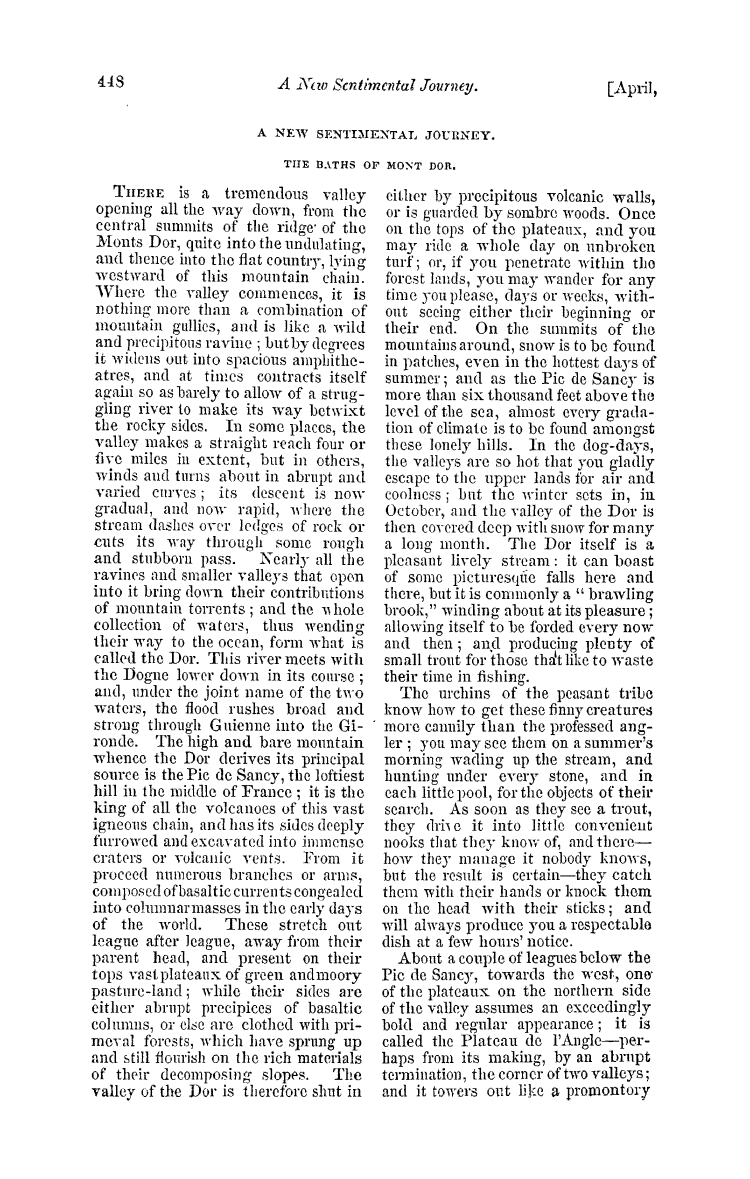 448
A New Sentimental Journey.
[April,
A NEW SENTIMENTAL JOURNEY.
THE BATHS OF MONT DOR.
THERE is a tremendous valley
opening all the way down, from the
central summits of the ridge of the
Monts Dor, quite into the undulating,
and thence into the flat country, lying
westward of this mountain chain.
Where the valley commences, it is
nothing more than a combination of
mountain gullies, and is like a wild
and precipitous ravine; but by degrees
it widens out into spacious amphithe-
atres, and at times contracts itself
again so as barely to allow of a strug-
gling river to make its way betwixt
the rocky sides. In some places, the
valley makes a straight reach four or
five miles in extent, but in others,
winds and turns about in abrupt and
varied curves; its descent is now
gradual, and now rapid, where the
stream dashes over ledges of rock or
cuts its way through some rough
and stubborn pass. Nearly all the
ravines and smaller valleys that open
into it bring down their contributions
of mountain torrents; and the whole
collection of waters, thus wending
their way to the ocean, form what is
called the Dor. This river meets with
the Dogne lower down in its course;
and, under the joint name of the two
waters, the flood rushes broad and
strong through Guienne into the Gi-
ronde. The high and bare mountain
whence the Dor derives its principal
source is the Pic de Sancy, the loftiest
hill in the middle of France; it is the
king of all the volcanoes of this vast
igneous chain, and has its sides deeply
furrowed and excavated into immense
craters or volcanic vents. From it
proceed numerous branches or arms,
composed of basaltic currents congealed
into columnar masses in the early days
of the world. These stretch out
league after league, away from their
parent head, and present on their
tops vast plateaux of green and moory
pasture-land; while their sides are
either abrupt precipices of basaltic
columns, or else are clothed with pri-
meval forests, which have sprung up
and still flourish on the rich materials
of their decomposing slopes. The
valley of the Dor is therefore shut in
either by precipitous volcanic walls,
or is guarded by sombre woods. Once
on the tops of the plateaux, and you
may ride a whole day on unbroken
turf; or, if you penetrate within the
forest lands, you may wander for any
time you please, days or weeks, with-
out seeing either their beginning or
their end. On the summits of the
mountains around, snow is to be found
in patches, even in the hottest days of
summer; and as the Pic de Sancy is
more than six thousand feet above the
level of the sea, almost every grada-
tion of climate is to be found amongst
these lonely hills. In the dog-days,
the valleys are so hot that you gladly
escape to the upper lands for air and
coolness; but the winter sets in, in
October, and the valley of the Dor is
then covered deep with snow for many
a long month. The Dor itself is a
pleasant lively stream: it can boast
of some picturesque falls here and
there, but it is commonly a "brawling
brook," winding about at its pleasure;
allowing itself to be forded every now
and then; and producing plenty of
small trout for those that like to waste
their time in fishing.
The urchins of the peasant tribe
know how to get these finny creatures
more cannily than the professed ang-
ler; you may see them on a summer's
morning wading up the stream, and
hunting under every stone, and in
each little pool, for the objects of their
search. As soon as they see a trout,
they drive it into little convenient
nooks that they know of, and there—
how they manage it nobody knows,
but the result is certain—they catch
them with their hands or knock them
on the head with their sticks; and
will always produce you a respectable
dish at a few hours' notice.
About a couple of leagues below the
Pic de Sancy, towards the west, one
of the plateaux on the northern side
of the valley assumes an exceedingly
bold and regular appearance; it is
called the Plateau de l'Angle—per-
haps from its making, by an abrupt
termination, the corner of two valleys;
and it towers out like a promontory